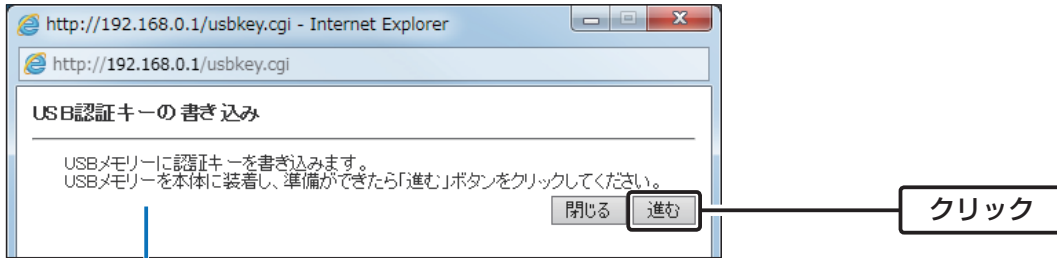 http://192.168.0.1/usbkey.cgi - Internet Explorer
http://192.168.0.1/usbkey.cgi
USB認証キーの書き込み
USBメモリーに認証キーを書き込みます。
USBメモリーを本体に装着し、準備ができたら「進む」ボタンをクリックしてください。
閉じる 進む クリック